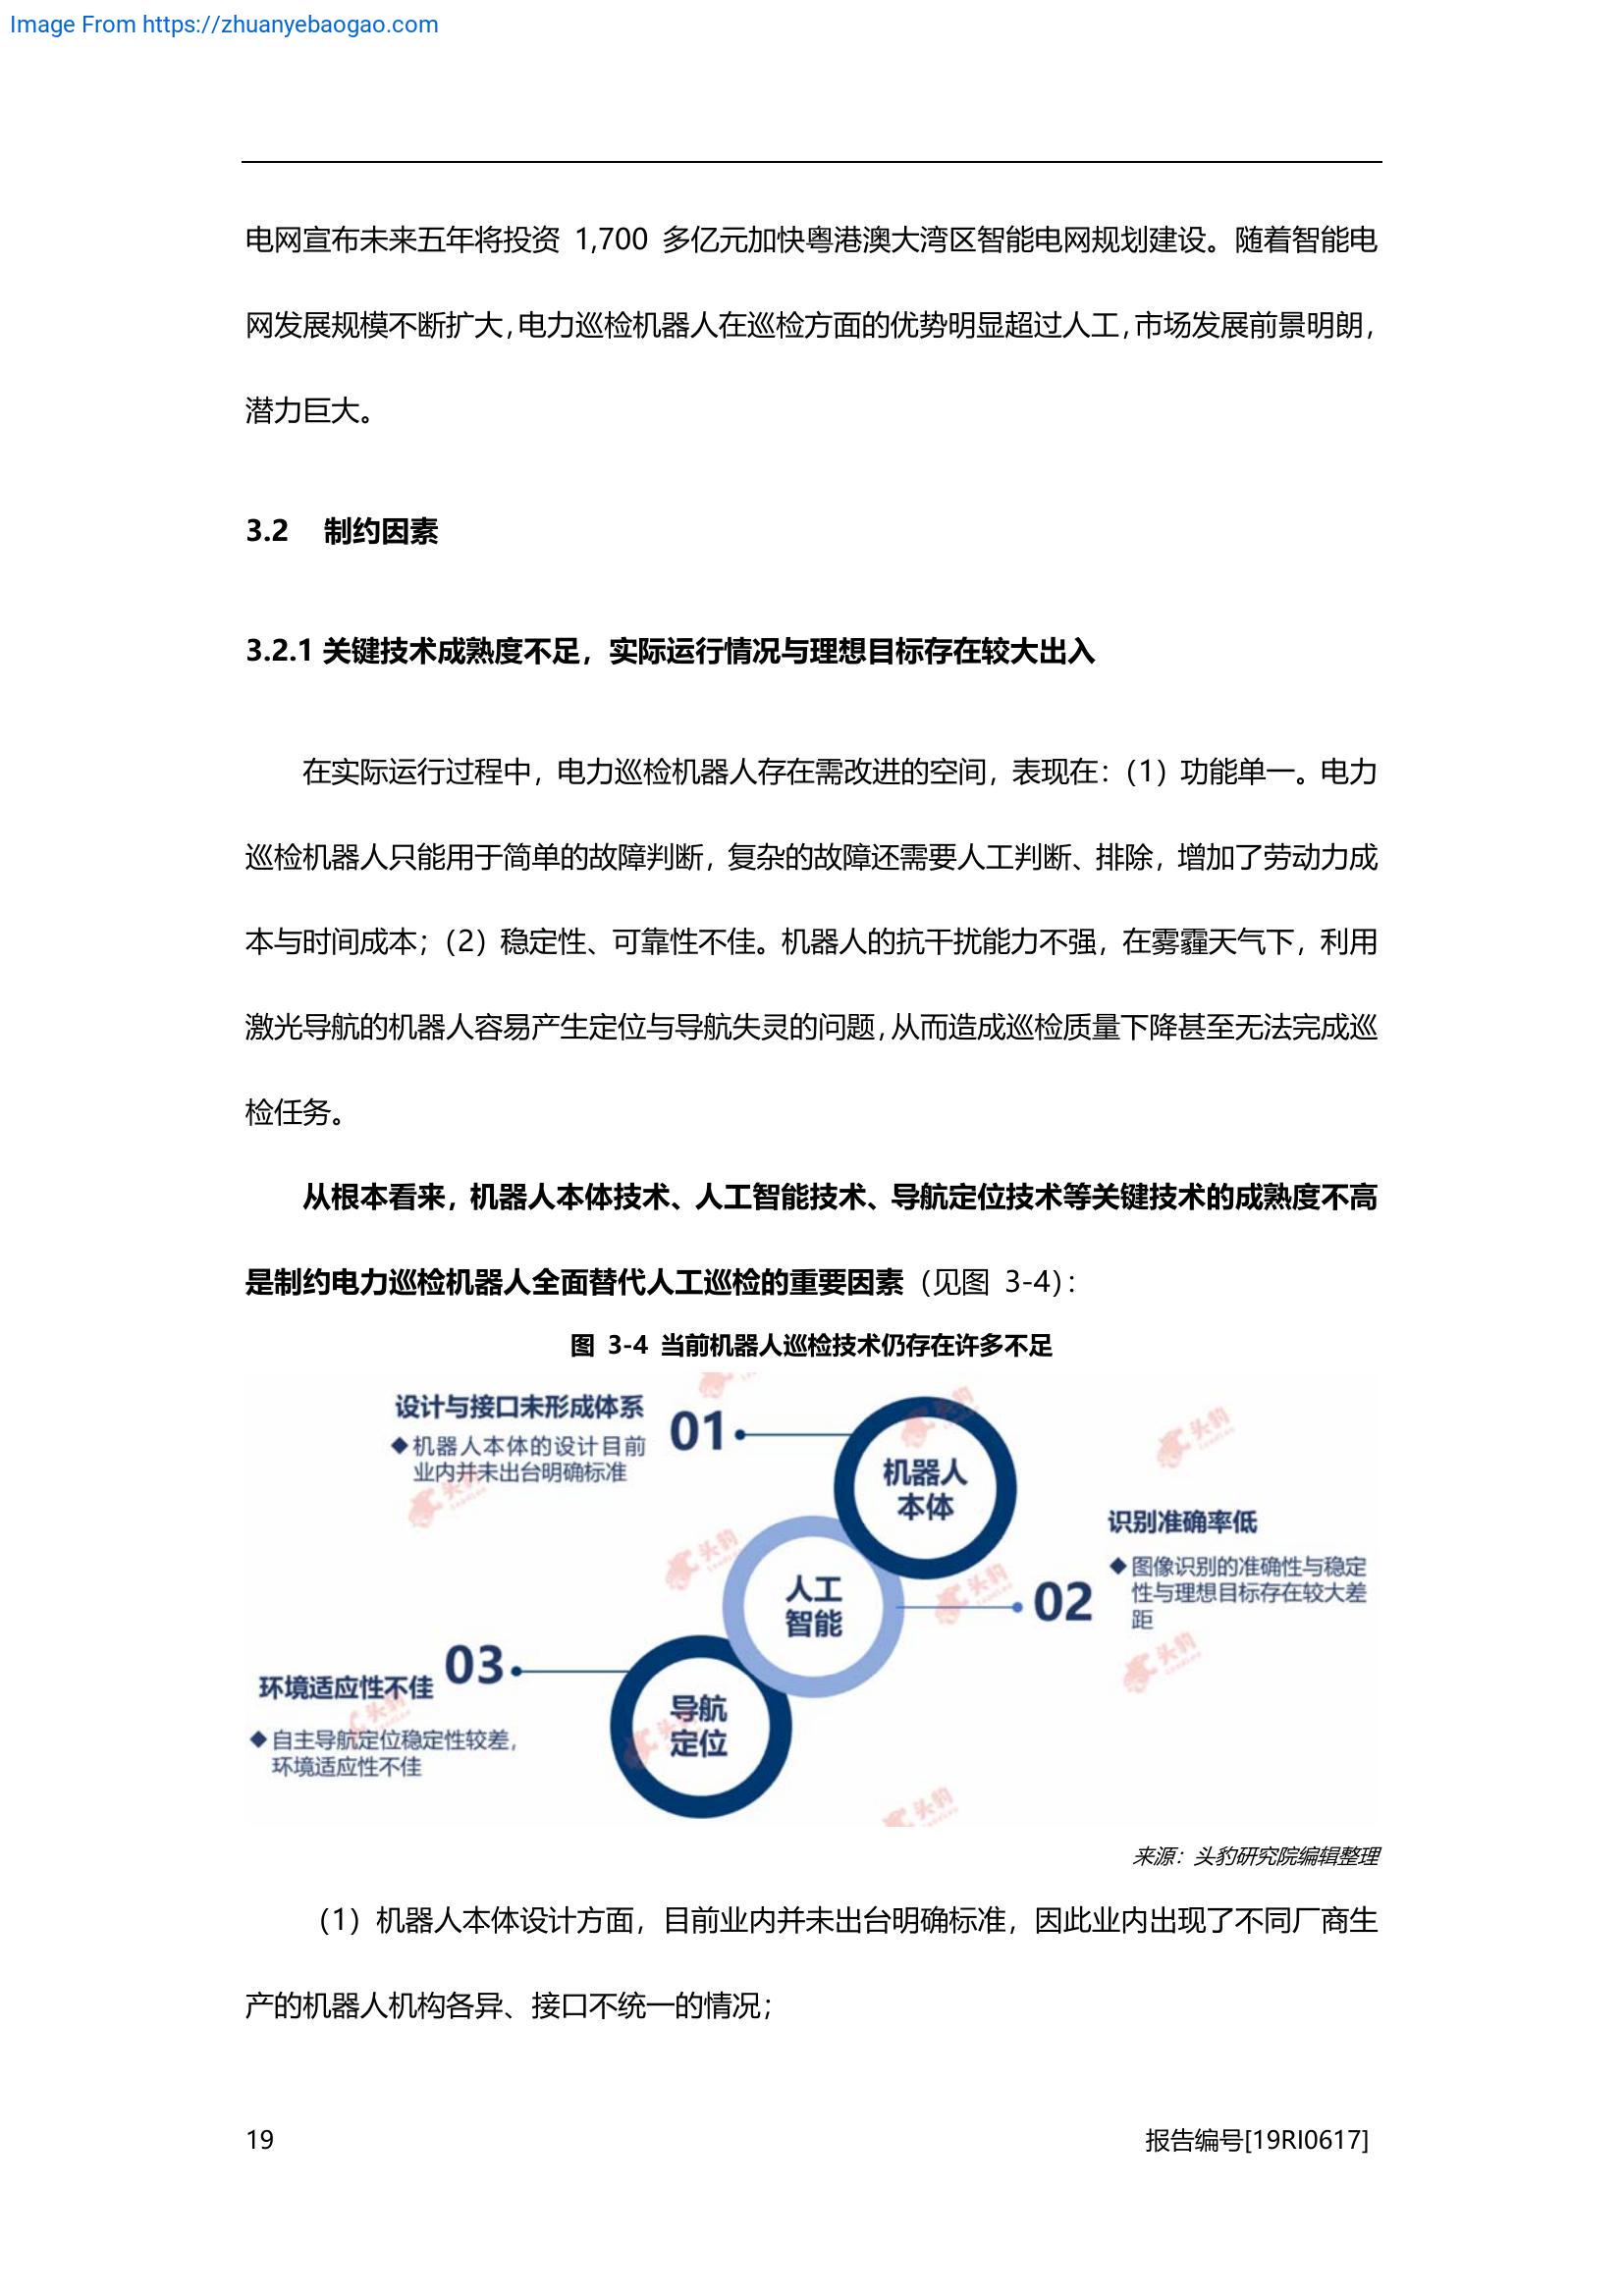 Image From https://zhuanyebaogao.com
电网宣布未来五年将投资 1,700 多亿元加快粤港澳大湾区智能电网规划建设。随着智能电
网发展规模不断扩大，电力巡检机器人在巡检方面的优势明显超过人工，市场发展前景明朗，
潜力巨大。
3.2 制约因素
3.2.1 关键技术成熟度不足，实际运行情况与理想目标存在较大出入
在实际运行过程中，电力巡检机器人存在需改进的空间，表现在：（1）功能单一。电力
巡检机器人只能用于简单的故障判断，复杂的故障还需要人工判断、排除，增加了劳动力成
本与时间成本；（2）稳定性、可靠性不佳。机器人的抗干扰能力不强，在雾霾天气下，利用
激光导航的机器人容易产生定位与导航失灵的问题，从而造成巡检质量下降甚至无法完成巡
检任务。
从根本看来，机器人本体技术、人工智能技术、导航定位技术等关键技术的成熟度不高
是制约电力巡检机器人全面替代人工巡检的重要因素（见图 3-4）：
图 3-4 当前机器人巡检技术仍存在许多不足
设计与接口未形成体系
◆机器人本体的设计目前
业内并未出台明确标准
01
机器人
本体
识别准确率低
◆图像识别的准确性与稳定
性与理想目标存在较大差
距
02
人工
智能
03
环境适应性不佳
◆自主导航定位稳定性较差，
环境适应性不佳
导航
定位
头豹
头豹
头豹
头豹
头豹
头豹
头豹
头豹
头豹
来源：头豹研究院编辑整理
（1）机器人本体设计方面，目前业内并未出台明确标准，因此业内出现了不同厂商生
产的机器人机构各异、接口不统一的情况；
19
报告编号[19RI0617]